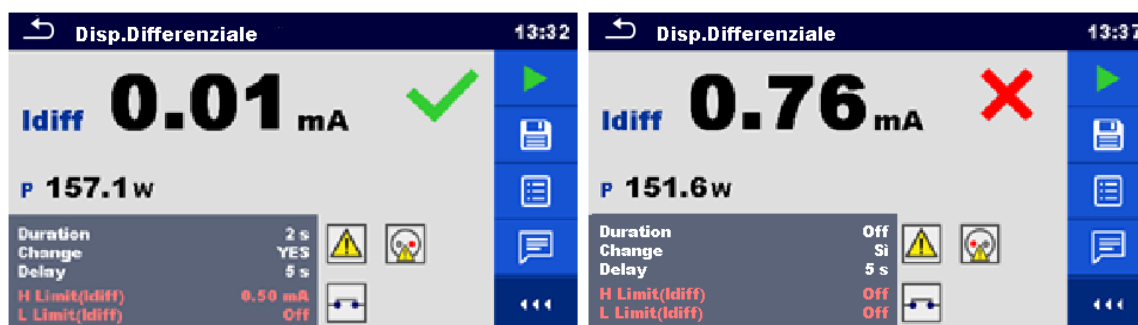 Disp.Differenziale 13:32
Idiff 0.01 mA
P 157.1 w
Duration 2 s
Change YES
Delay 5 s
H Limit(Idiff) 0.50 mA
L Limit(Idiff) Off
Disp.Differenziale 13:37
Idiff 0.76 mA
P 151.6 w
Duration Off
Change Sì
Delay 5 s
H Limit(Idiff) Off
L Limit(Idiff) Off